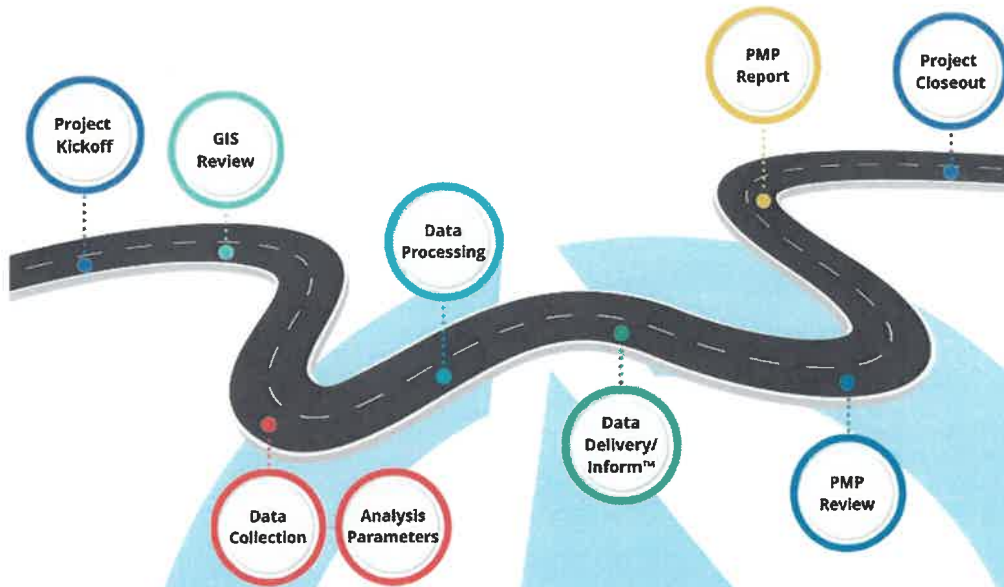 Project
Kickoff
GIS
Review
Data
Collection
Analysis
Parameters
Data
Processing
Data
Delivery/
Inform™
PMP
Review
PMP
Report
Project
Closeout